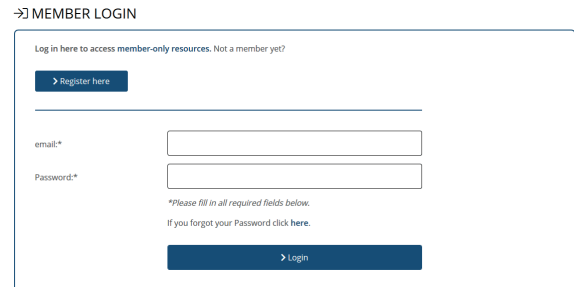 MEMBER LOGIN
Log in here to access member-only resources. Not a member yet?
Register here
email:*
Password:*
*Please fill in all required fields below.
If you forgot your Password click here.
Login